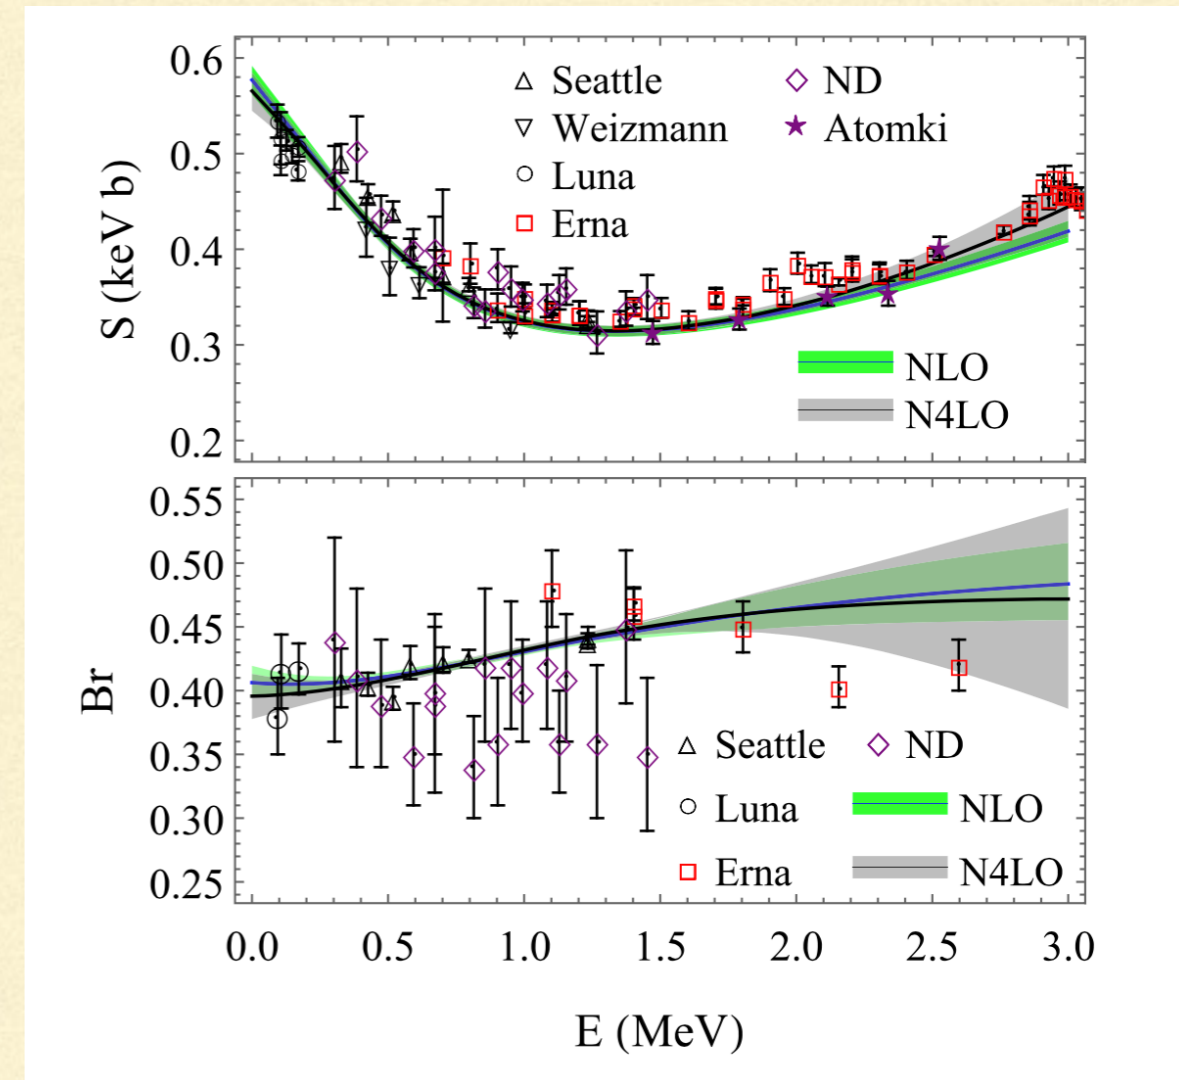 S (keV b)
0.6
0.5
0.4
0.3
0.2
Seattle
ND
Weizmann
Atomki
Luna
Erna
NLO
N4LO
Br
0.55
0.50
0.45
0.40
0.35
0.30
0.25
Seattle
ND
Luna
NLO
Erna
N4LO
0.0 0.5 1.0 1.5 2.0 2.5 3.0
E (MeV)